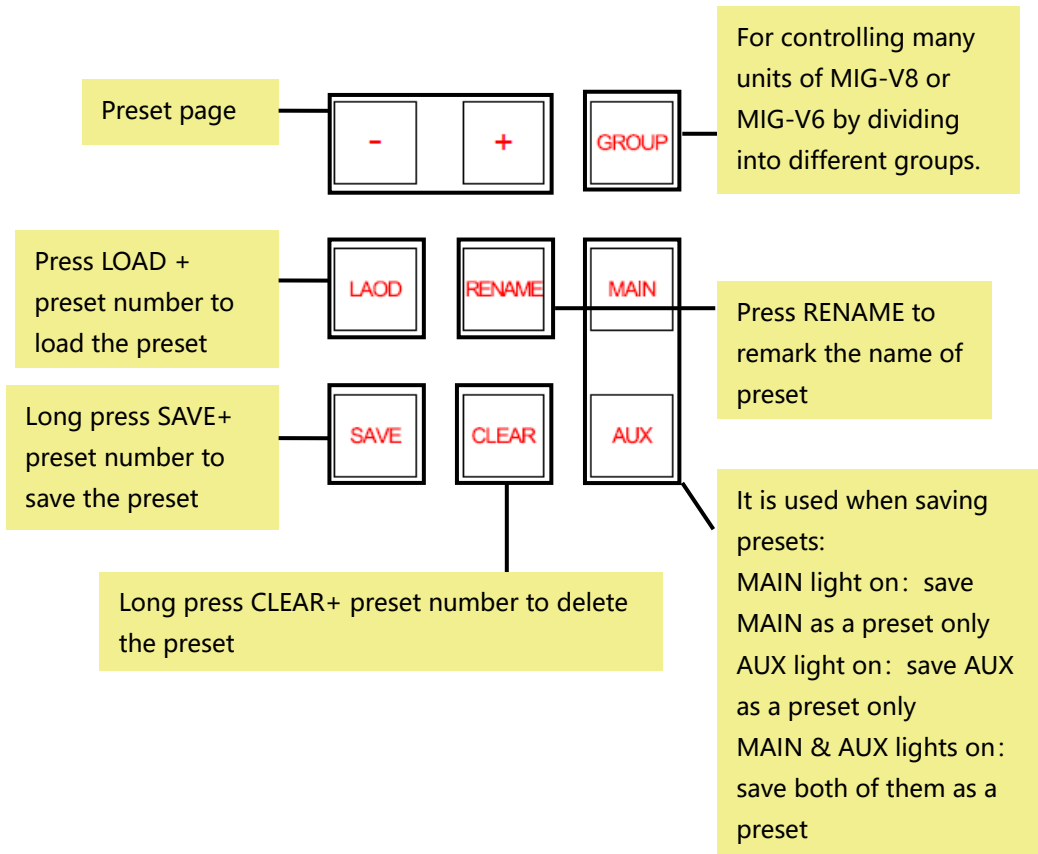 Preset page
-
+
GROUP
For controlling many
units of MIG-V8 or
MIG-V6 by dividing
into different groups.
Press LOAD +
preset number to
load the preset
LAOD
RENAME
MAIN
Press RENAME to
remark the name of
preset
Long press SAVE+
preset number to
save the preset
SAVE
CLEAR
AUX
It is used when saving
presets:
MAIN light on：save
MAIN as a preset only
AUX light on：save AUX
as a preset only
MAIN & AUX lights on：
save both of them as a
preset
Long press CLEAR+ preset number to delete
the preset